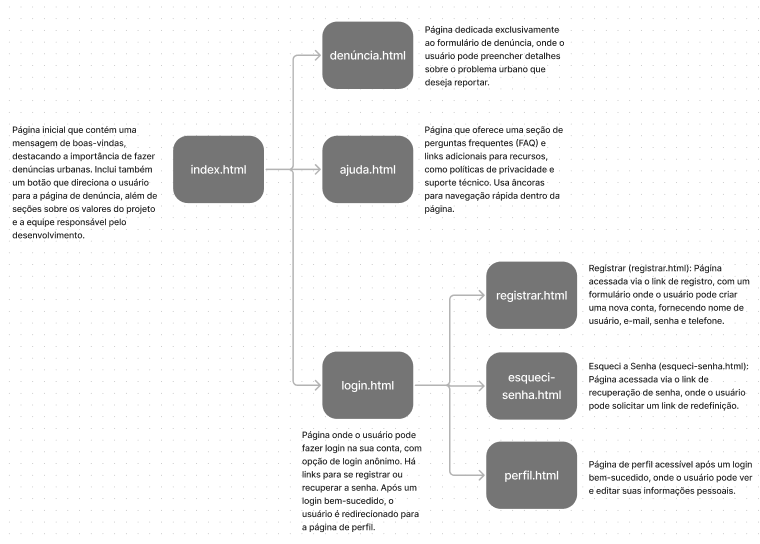 denúncia.html
Página dedicada exclusivamente
ao formulário de denúncia, onde o
usuário pode preencher detalhes
sobre o problema urbano que
deseja reportar.
Página inicial que contém uma
mensagem de boas-vindas,
destacando a importância de fazer
denúncias urbanas. Inclui também
um botão que direciona o usuário
para a página de denúncia, além de
seções sobre os valores do projeto
e a equipe responsável pelo
desenvolvimento.
index.html
ajuda.html
Página que oferece uma seção de
perguntas frequentes (FAQ) e
links adicionais para recursos,
como políticas de privacidade e
suporte técnico. Usa âncoras
para navegação rápida dentro da
página.
registrar.html
Registrar (registrar.html): Página
acessada via o link de registro, com um
formulário onde o usuário pode criar
uma nova conta, fornecendo nome de
usuário, e-mail, senha e telefone.
login.html
Página onde o usuário pode
fazer login na sua conta, com
opção de login anônimo. Há
links para se registrar ou
recuperar a senha. Após um
login bem-sucedido, o
usuário é redirecionado para
a página de perfil.
esqueci-
senha.html
Esqueci a Senha (esqueci-senha.html):
Página acessada via o link de
recuperação de senha, onde o usuário
pode solicitar um link de redefinição.
perfil.html
Página de perfil acessível após um login
bem-sucedido, onde o usuário pode ver
e editar suas informações pessoais.